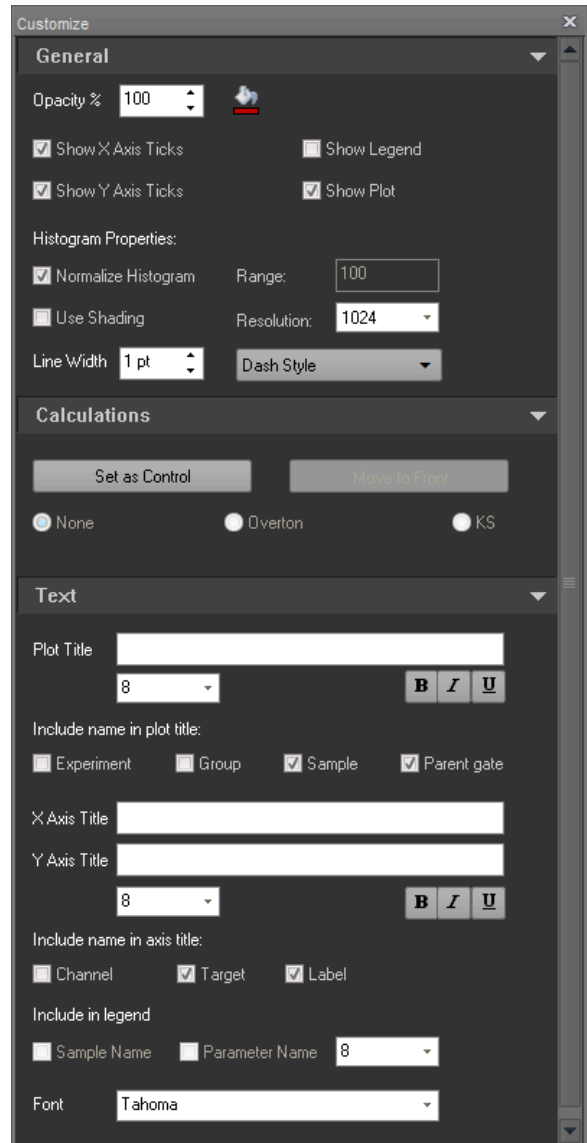 Customize
General
Opacity % 100
Show X Axis Ticks Show Legend
Show Y Axis Ticks Show Plot
Histogram Properties:
Normalize Histogram Range: 100
Use Shading Resolution: 1024
Line Width 1 pt Dash Style
Calculations
Set as Control Move to Front
None Overton KS
Text
Plot Title
8 B I U
Include name in plot title:
Experiment Group Sample Parent gate
X Axis Title
Y Axis Title
8 B I U
Include name in axis title:
Channel Target Label
Include in legend
Sample Name Parameter Name 8
Font Tahoma